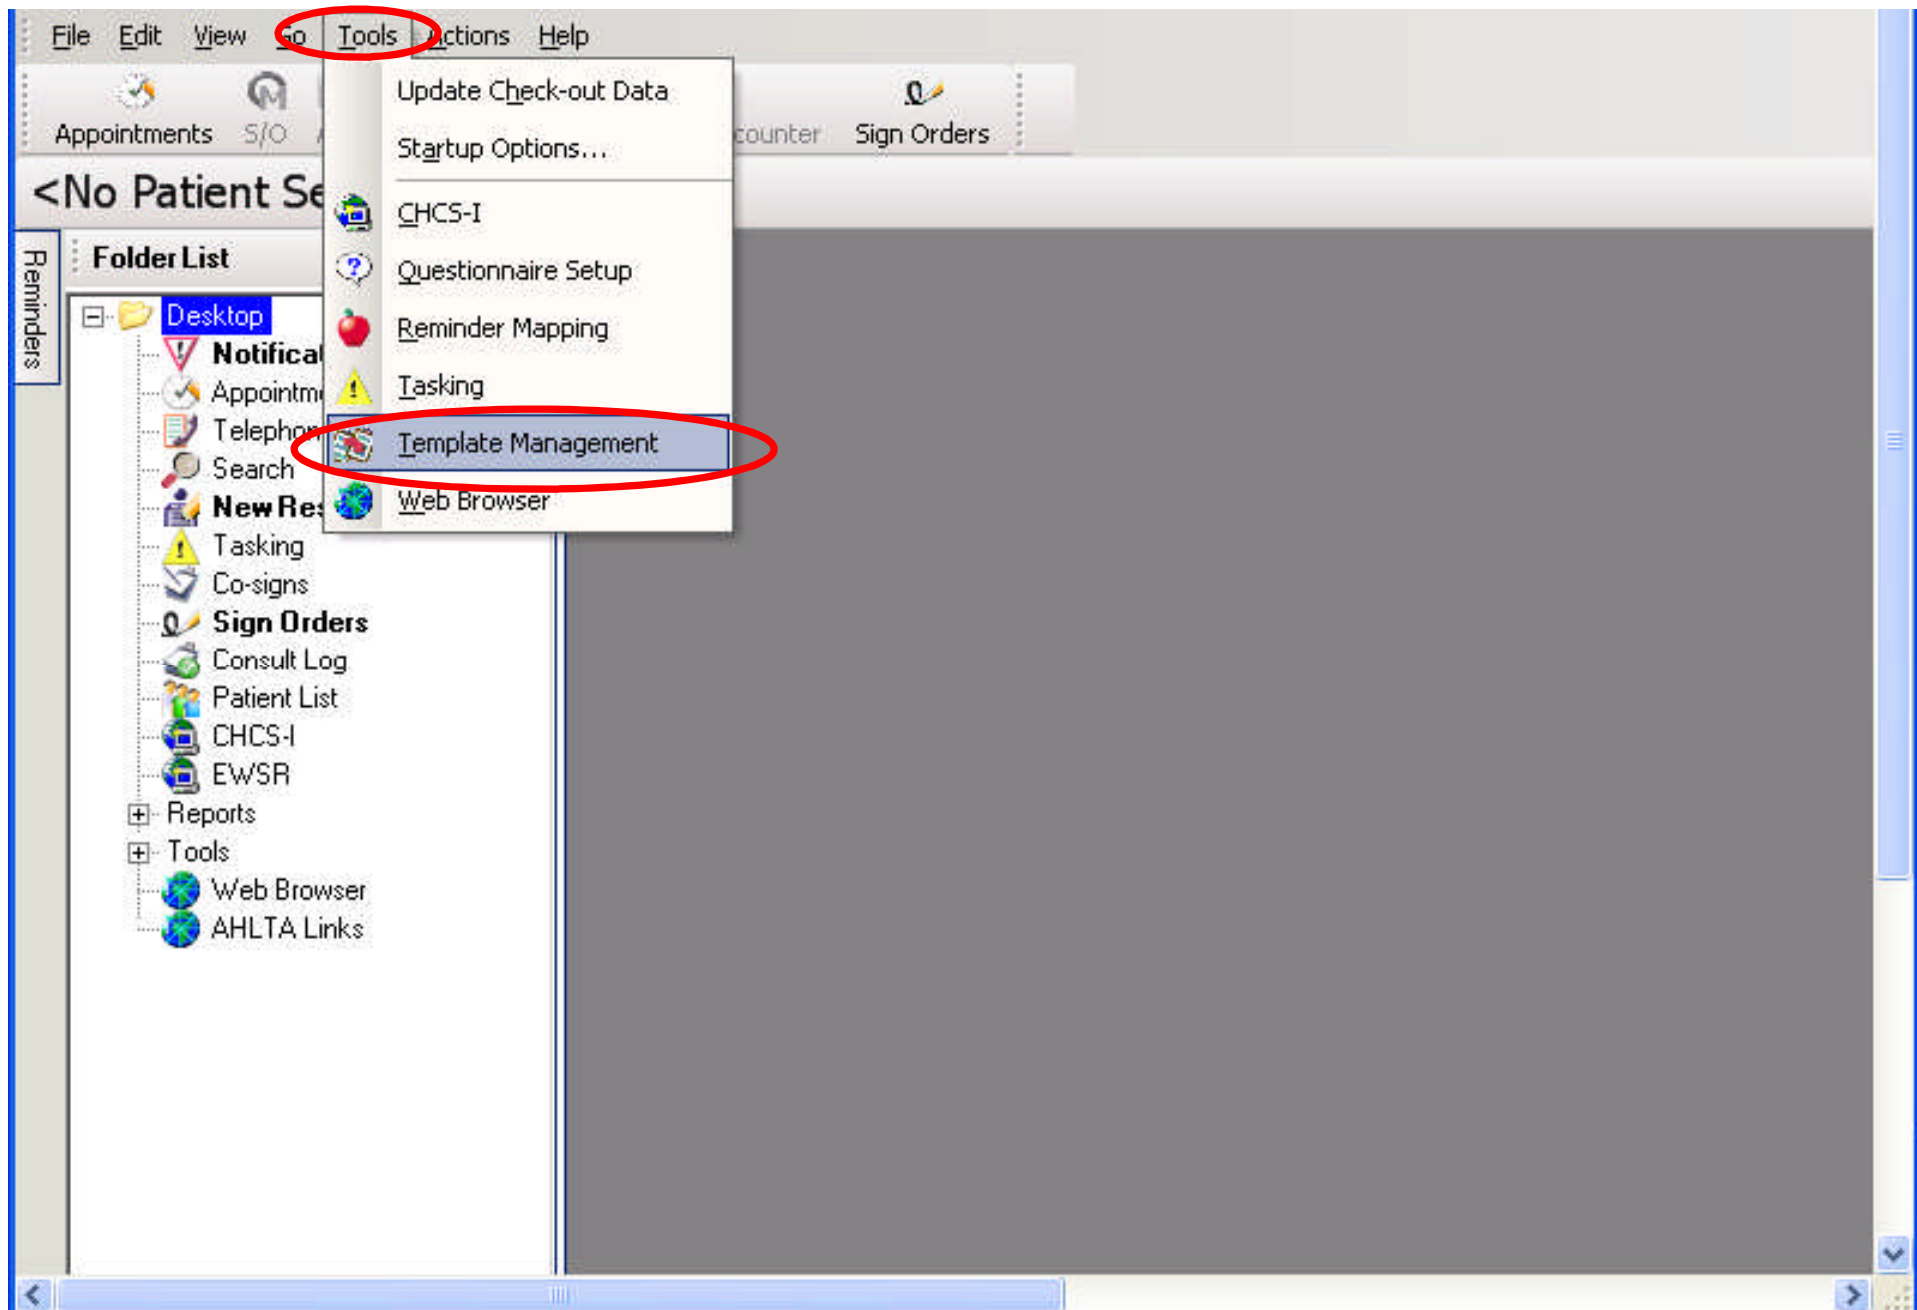 File Edit View Go Tools Actions Help
Appointments S/O Sign Orders
Update Check-out Data
Startup Options...
CHCS-I
Questionnaire Setup
Reminder Mapping
Tasking
Template Management
Web Browser
<No Patient Se
Reminders
Folder List
Desktop
Notificat
Appointme
Telephon
Search
New Res
Tasking
Co-signs
Sign Orders
Consult Log
Patient List
CHCS-I
EWSR
Reports
Tools
Web Browser
AHLTA Links